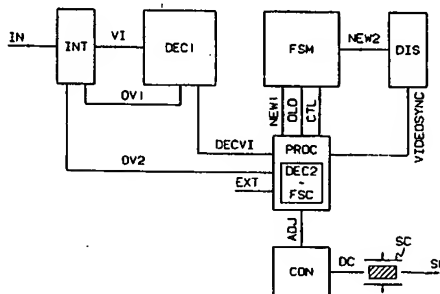 IN
INT
VI
DEC1
FSM
NEW2
DIS
OV1
NEW1
OLD
CTL
VIDEOSYNC
DECVI
PROC
OV2
DEC2
FSC
EXT
ADJ
CON
DC
SC